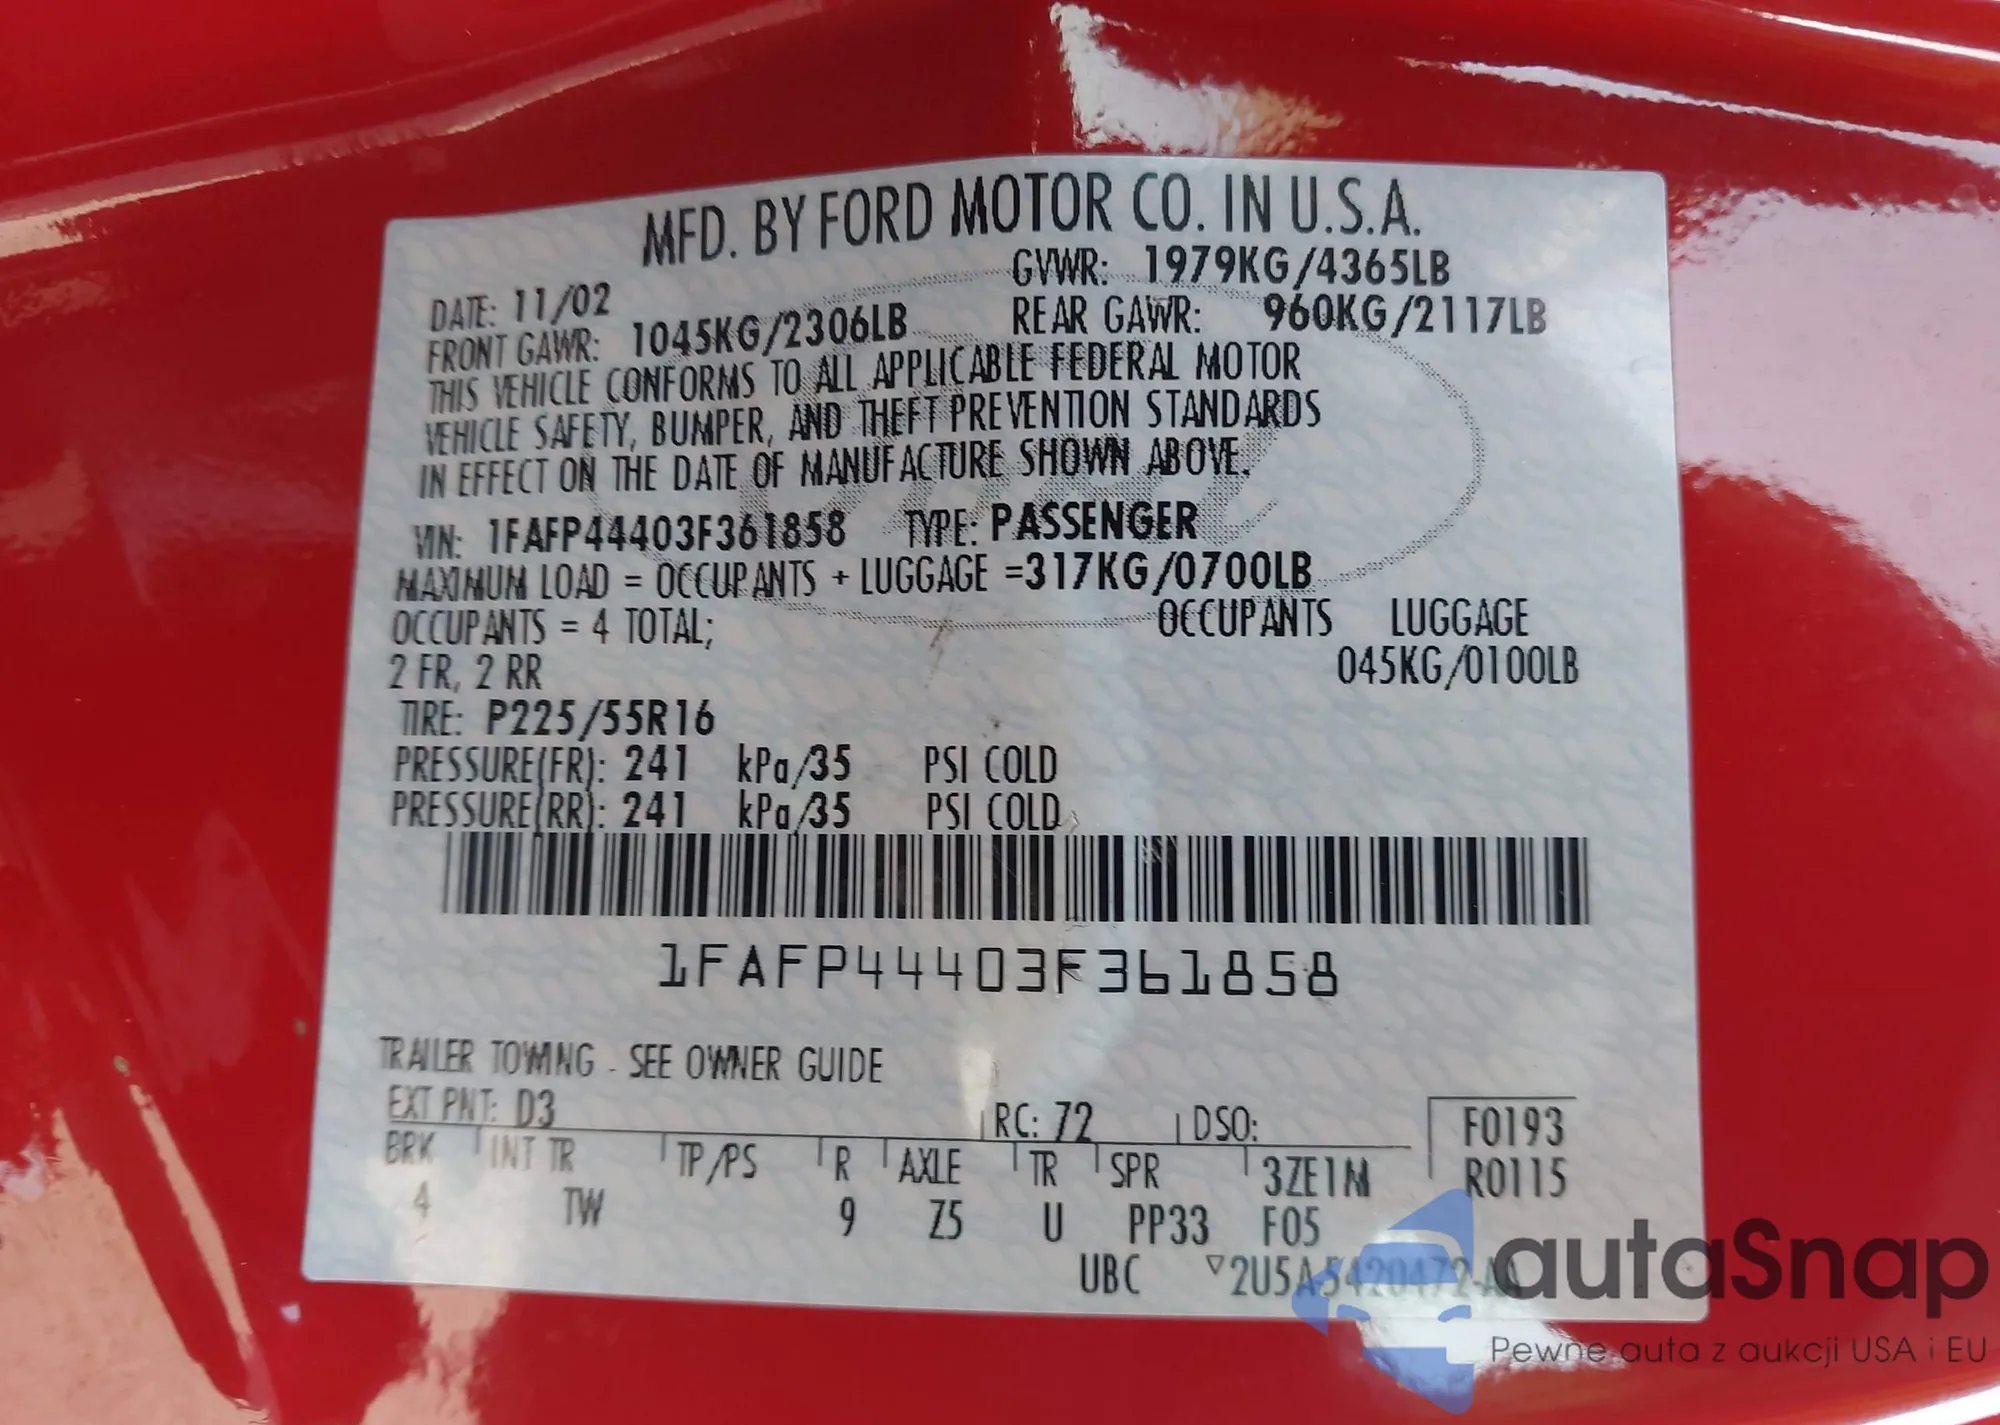 MFD. BY FORD MOTOR CO. IN U.S.A.
DATE: 11/02 GVWR: 1979KG/4365LB
FRONT GAWR: 1045KG/2306LB REAR GAWR: 960KG/2117LB
THIS VEHICLE CONFORMS TO ALL APPLICABLE FEDERAL MOTOR
VEHICLE SAFETY, BUMPER, AND THEFT PREVENTION STANDARDS
IN EFFECT ON THE DATE OF MANUFACTURE SHOWN ABOVE.
VIN: 1FAFP44403F361858 TYPE: PASSENGER
MAXIMUM LOAD = OCCUPANTS + LUGGAGE =317KG/0700LB
OCCUPANTS = 4 TOTAL; OCCUPANTS LUGGAGE
2 FR, 2 RR 045KG/0100LB
TIRE: P225/55R16
PRESSURE(FR): 241 kPa/35 PSI COLD
PRESSURE(RR): 241 kPa/35 PSI COLD
1FAFP44403F361858
TRAILER TOWING - SEE OWNER GUIDE
EXT PNT: D3 RC: 72 DSO: F0193
BRK INT TR TP/PS R AXLE TR SPR 3ZE1M R0115
4 TW 9 Z5 U PP33 F05
UBC ▽2U5A-5420472-AA
autaSnap
Pewne auta z aukcji USA i EU